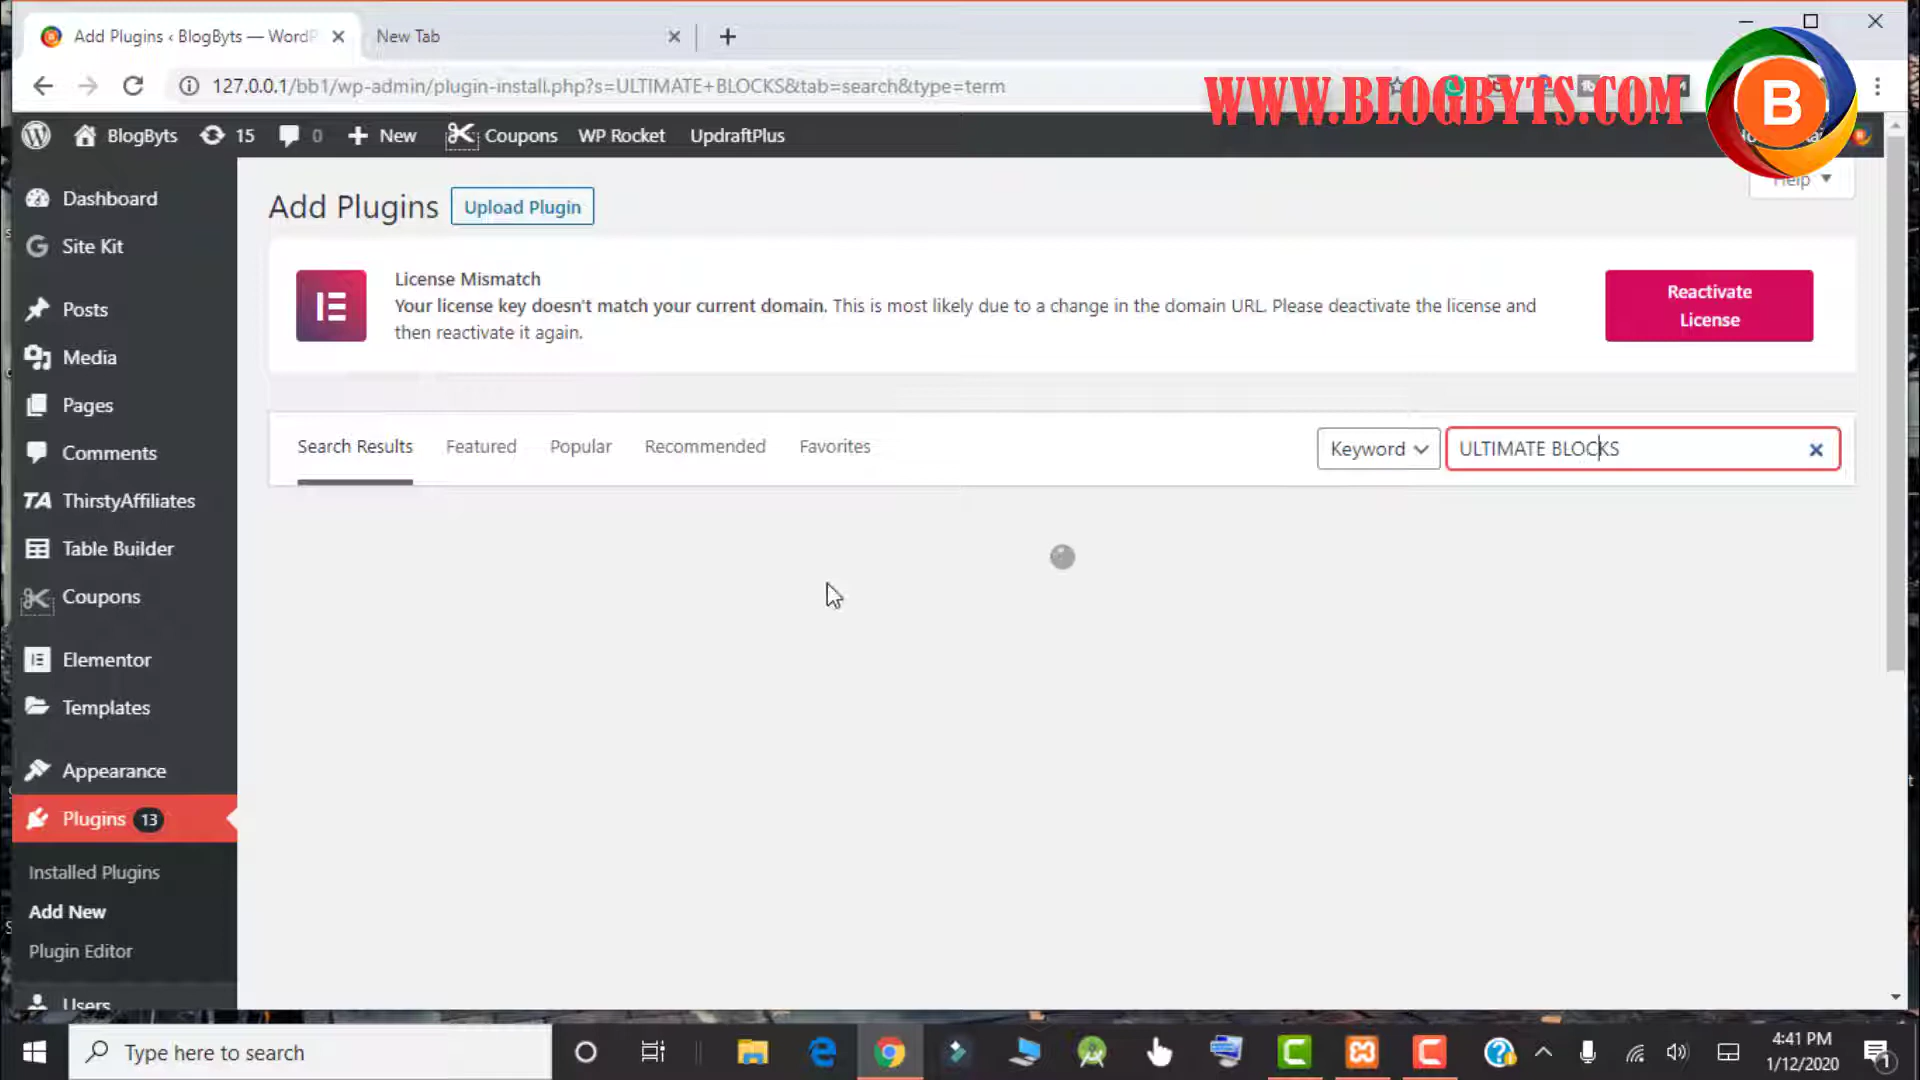 Add Plugins ‹ BlogByts — WordP
New Tab
127.0.0.1/bb1/wp-admin/plugin-install.php?s=ULTIMATE+BLOCKS&tab=search&type=term
WWW.BLOGBYTS.COM
B
BlogByts
15
0
New
Coupons
WP Rocket
UpdraftPlus
Help
Dashboard
Site Kit
Posts
Media
Pages
Comments
TA ThirstyAffiliates
Table Builder
Coupons
Elementor
Templates
Appearance
Plugins 13
Installed Plugins
Add New
Plugin Editor
Users
Add Plugins
Upload Plugin
License Mismatch
Your license key doesn't match your current domain. This is most likely due to a change in the domain URL. Please deactivate the license and
then reactivate it again.
Reactivate
License
Search Results
Featured
Popular
Recommended
Favorites
Keyword
ULTIMATE BLOCKS
Type here to search
4:41 PM
1/12/2020
1